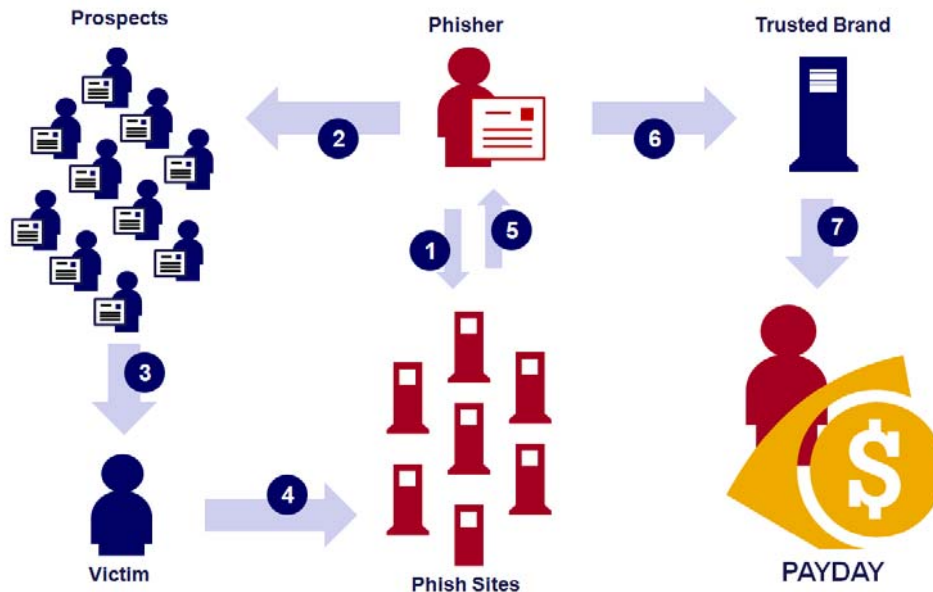 Prospects
Phisher
Trusted Brand
2
6
1
5
7
3
4
$
Victim
Phish Sites
PAYDAY